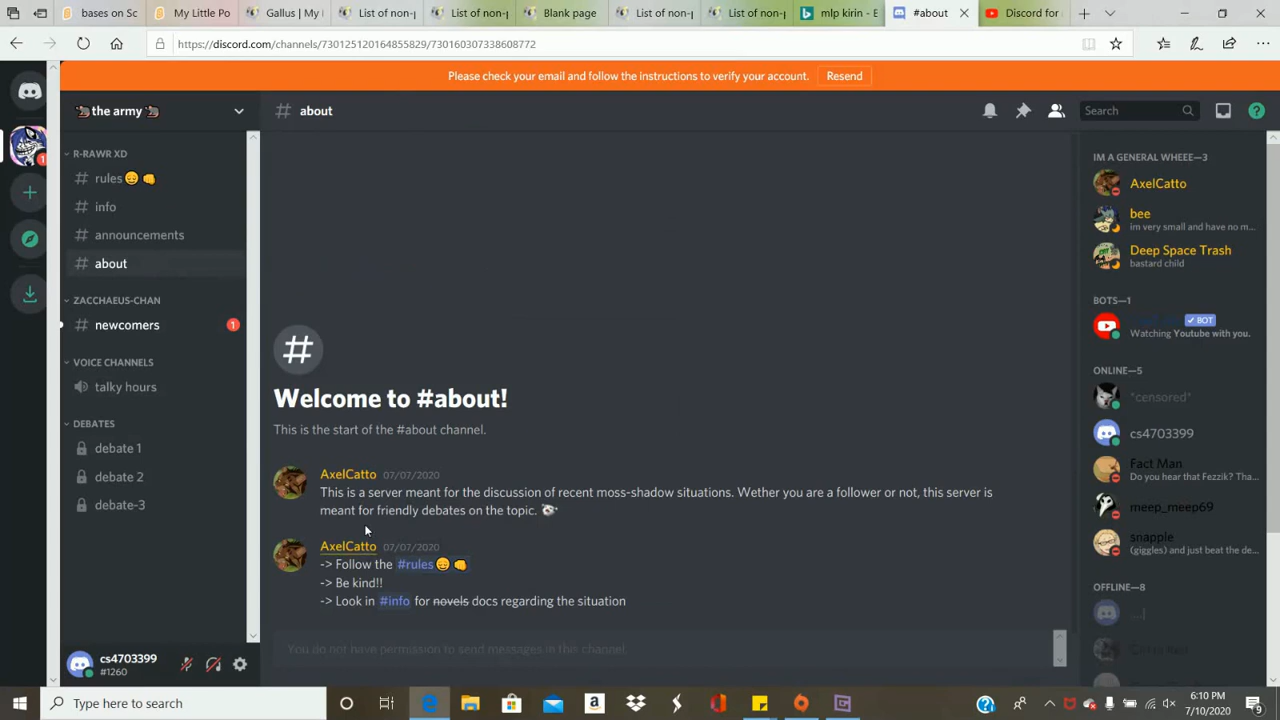 bas on Sc
My Little Po
Gallus | My I
List of non-p
List of non-p
Blank page
List of non-p
List of non-p
mlp kirin - E
#about
Discord for
https://discord.com/channels/730125120164855829/730160307338608772
Please check your email and follow the instructions to verify your account.
Resend
the army
# about
Search
R-RAWR XD
# rules😔👊
# info
# announcements
# about
ZACCHAEUS-CHAN
# newcomers 1
VOICE CHANNELS
talky hours
DEBATES
debate 1
debate 2
debate-3
Welcome to #about!
This is the start of the #about channel.
AxelCatto 07/07/2020
This is a server meant for the discussion of recent moss-shadow situations. Wether you are a follower or not, this server is
meant for friendly debates on the topic.
AxelCatto 07/07/2020
-> Follow the #rules😔👊
-> Be kind!!
-> Look in #info for novels docs regarding the situation
You do not have permission to send messages in this channel.
IM A GENERAL WHEEE—3
AxelCatto
bee
im very small and have no m...
Deep Space Trash
bastard child
BOTS—1
BOT
Watching Youtube with you.
ONLINE—5
*censored*
cs4703399
Fact Man
Do you hear that Fezzik? Tha...
meep_meep69
snapple
(giggles) and just beat the de...
OFFLINE—8
...|
cs4703399
#1260
Type here to search
6:10 PM
7/10/2020
9